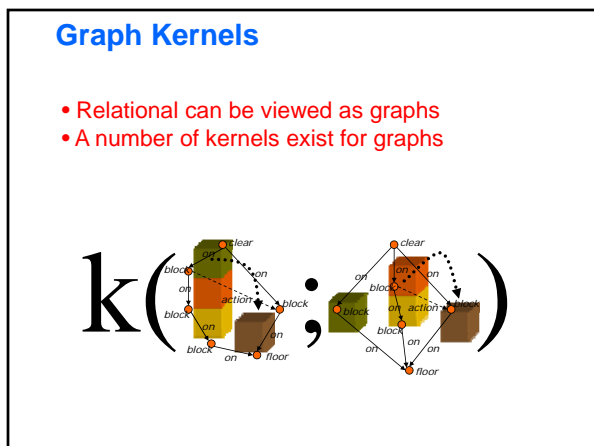 Graph Kernels
• Relational can be viewed as graphs
• A number of kernels exist for graphs
k( ; )
clear
on
block
on
on
action
block
block
on
on
block
on
floor
clear
on
block
action
block
block
on
block
on
on
on
floor